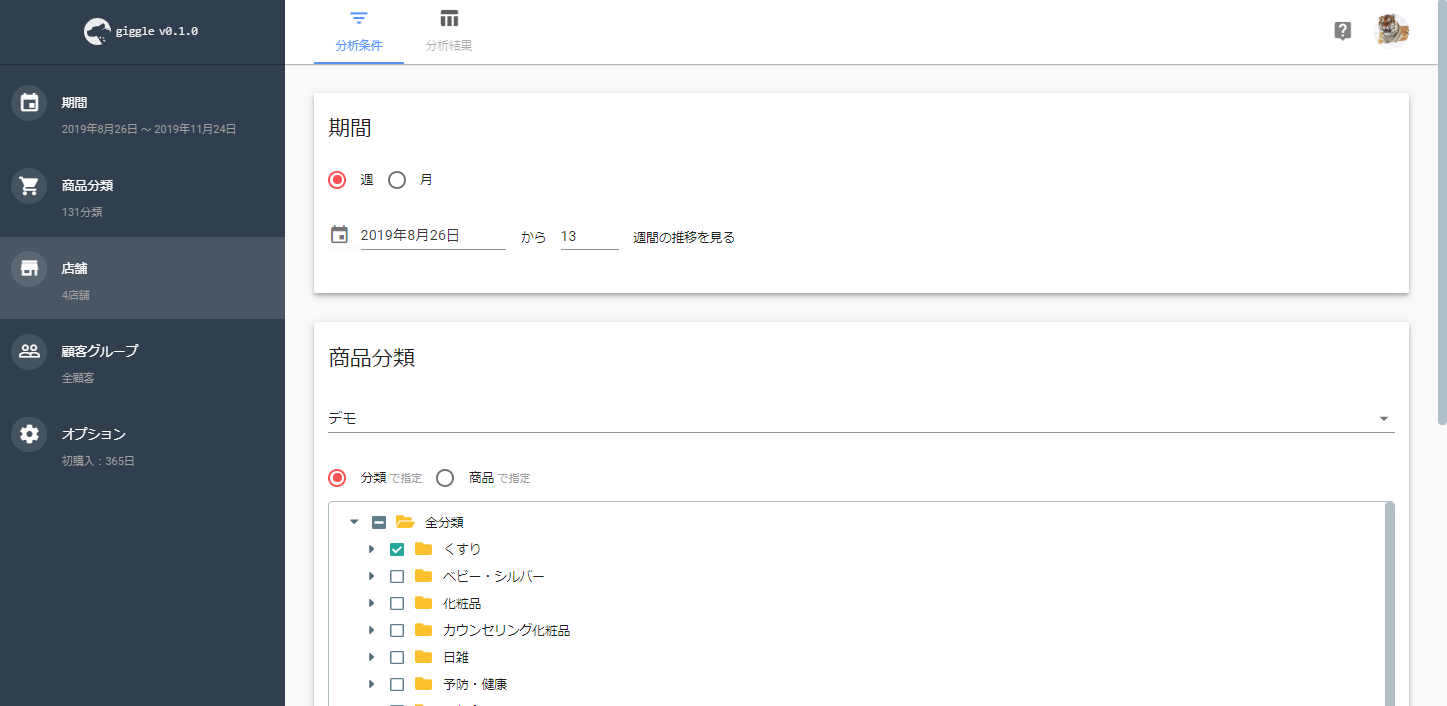 giggle v0.1.0
期間
2019年8月26日 ～ 2019年11月24日
商品分類
131分類
店舗
4店舗
顧客グループ
全顧客
オプション
初購入：365日
分析条件
分析結果
期間
週 月
2019年8月26日 から 13 週間の推移を見る
商品分類
デモ
分類 で指定 商品 で指定
全分類
くすり
ベビー・シルバー
化粧品
カウンセリング化粧品
日雑
予防・健康